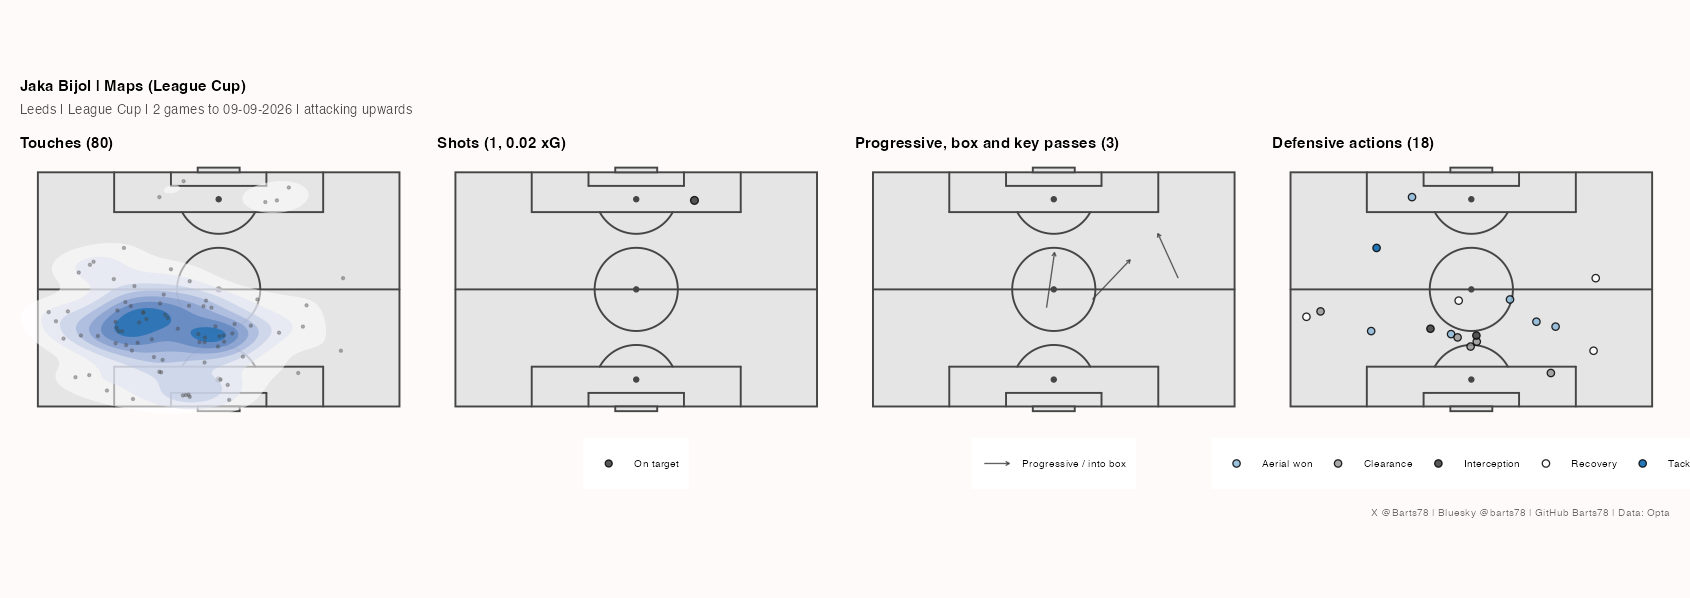 Jaka Bijol | Maps (League Cup)
Leeds | League Cup | 2 games to 09-09-2026 | attacking upwards
Touches (80)
Shots (1, 0.02 xG)
Progressive, box and key passes (3)
Defensive actions (18)
On target
Progressive / into box
Aerial won
Clearance
Interception
Recovery
Tack
X @Barts78 | Bluesky @barts78 | GitHub Barts78 | Data: Opta